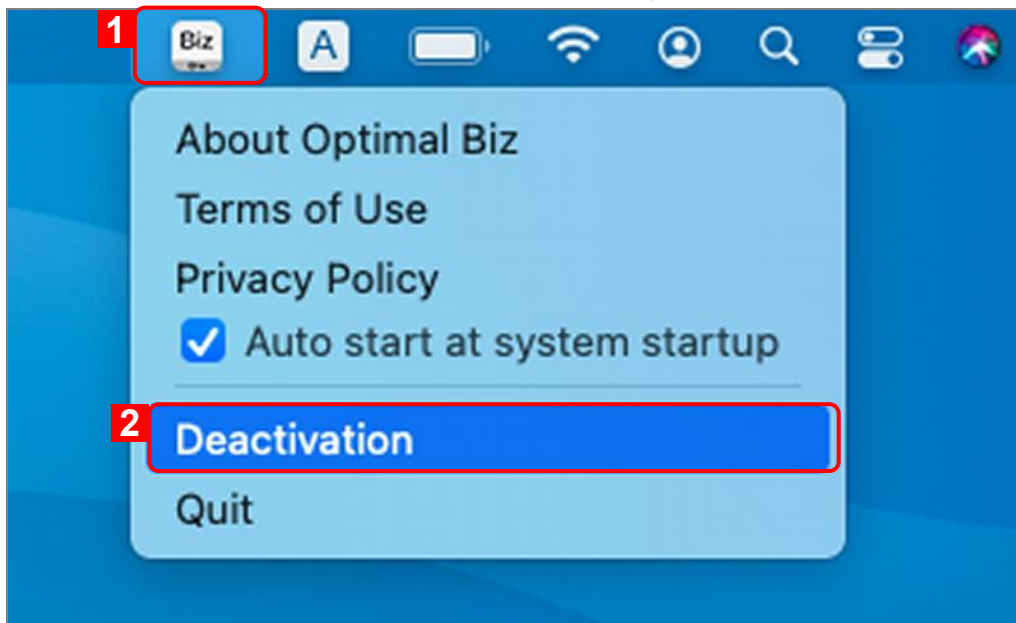 1
Biz
A
About Optimal Biz
Terms of Use
Privacy Policy
Auto start at system startup
2
Deactivation
Quit